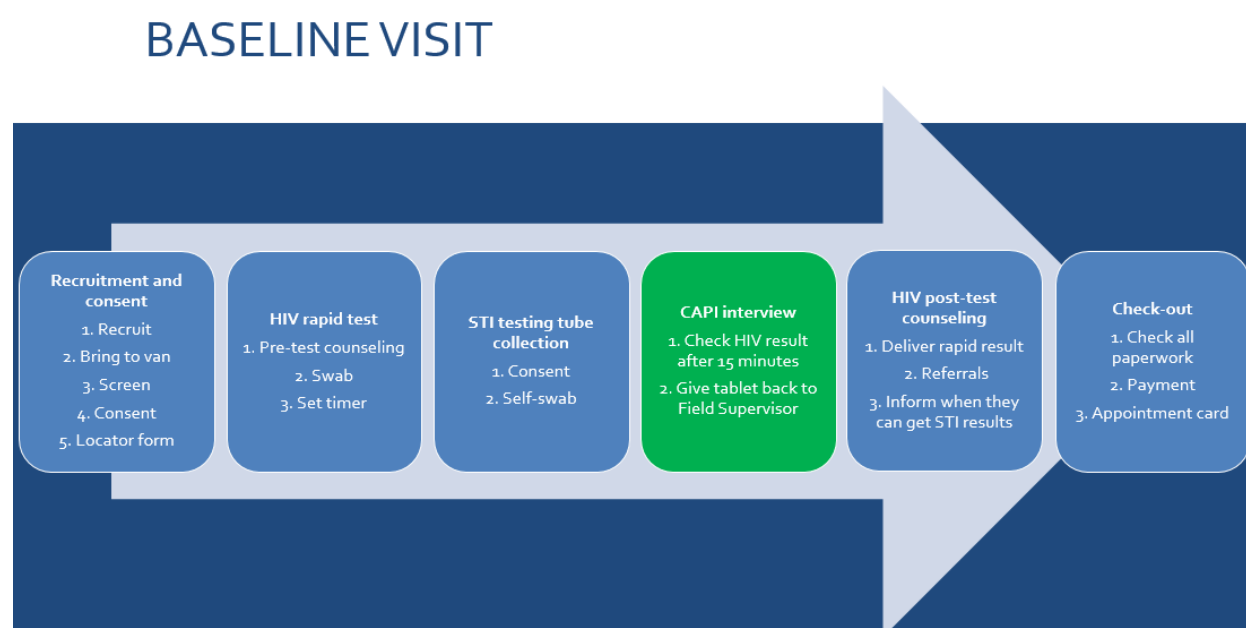 BASELINE VISIT
Recruitment and
consent
1. Recruit
2. Bring to van
3. Screen
4. Consent
5. Locator form
HIV rapid test
1. Pre-test counseling
2. Swab
3. Set timer
STI testing tube
collection
1. Consent
2. Self-swab
CAPI interview
1. Check HIV result
after 15 minutes
2. Give tablet back to
Field Supervisor
HIV post-test
counseling
1. Deliver rapid result
2. Referrals
3. Inform when they
can get STI results
Check-out
1. Check all
paperwork
2. Payment
3. Appointment card